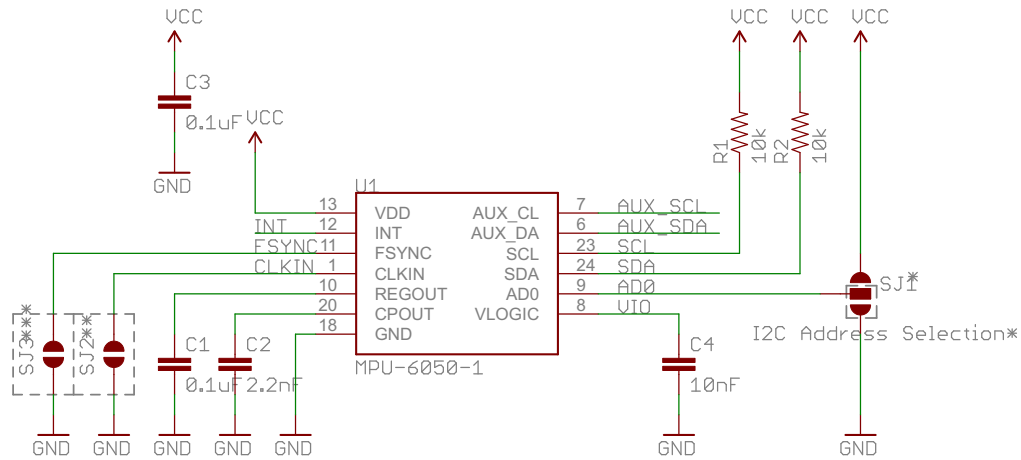 VCC VCC VCC VCC
C3
0.1uF
VCC
GND
R1 10k R2 10k
U1
13 VDD AUX_CL 7 AUX_SCL
INT 12 INT AUX_DA 6 AUX_SDA
FSYNC 11 FSYNC SCL 23 SCL
CLKIN 1 CLKIN SDA 24 SDA
10 REGOUT AD0 9 AD0
20 CPOUT VLOGIC 8 VIO
18 GND
SJ1*
I2C Address Selection*
SJ3*** SJ2**
C1 C2 C4
0.1uF 2.2nF 10nF
MPU-6050-1
GND GND GND GND GND GND GND